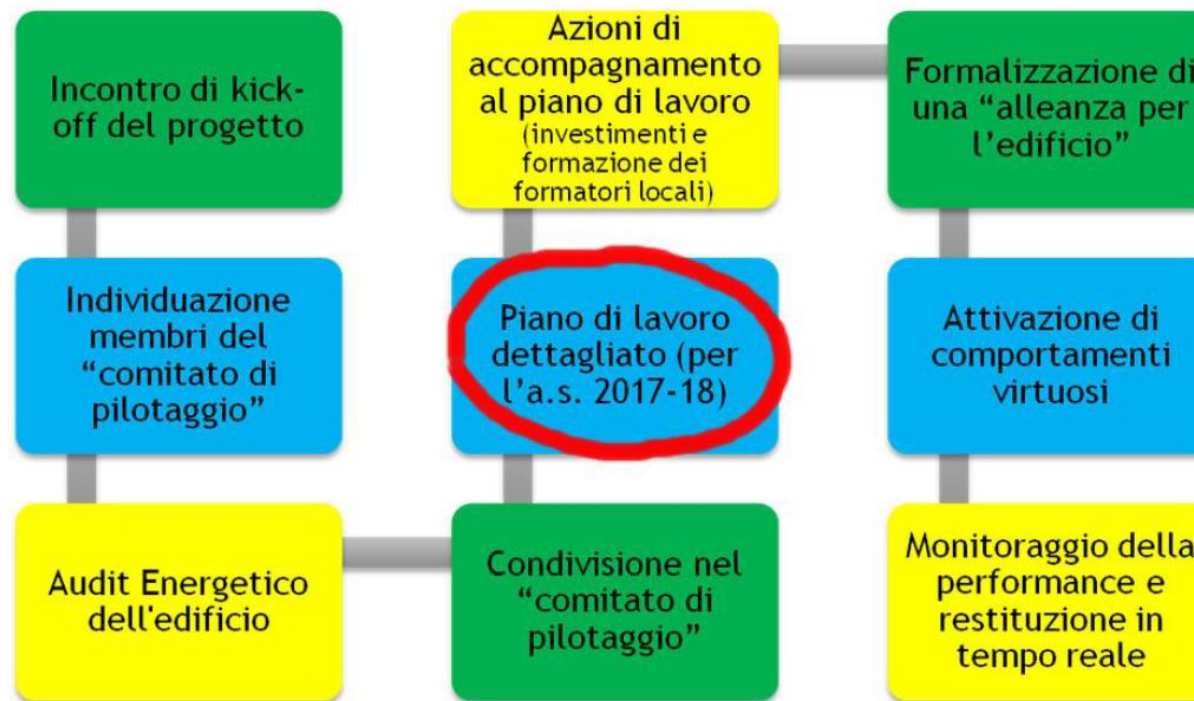 Incontro di kick-
off del progetto
Individuazione
membri del
“comitato di
pilotaggio”
Audit Energetico
dell'edificio
Condivisione nel
“comitato di
pilotaggio”
Piano di lavoro
dettagliato (per
l’a.s. 2017-18)
Azioni di
accompagnamento
al piano di lavoro
(investimenti e
formazione dei
formatori locali)
Formalizzazione di
una “alleanza per
l’edificio”
Attivazione di
comportamenti
virtuosi
Monitoraggio della
performance e
restituzione in
tempo reale